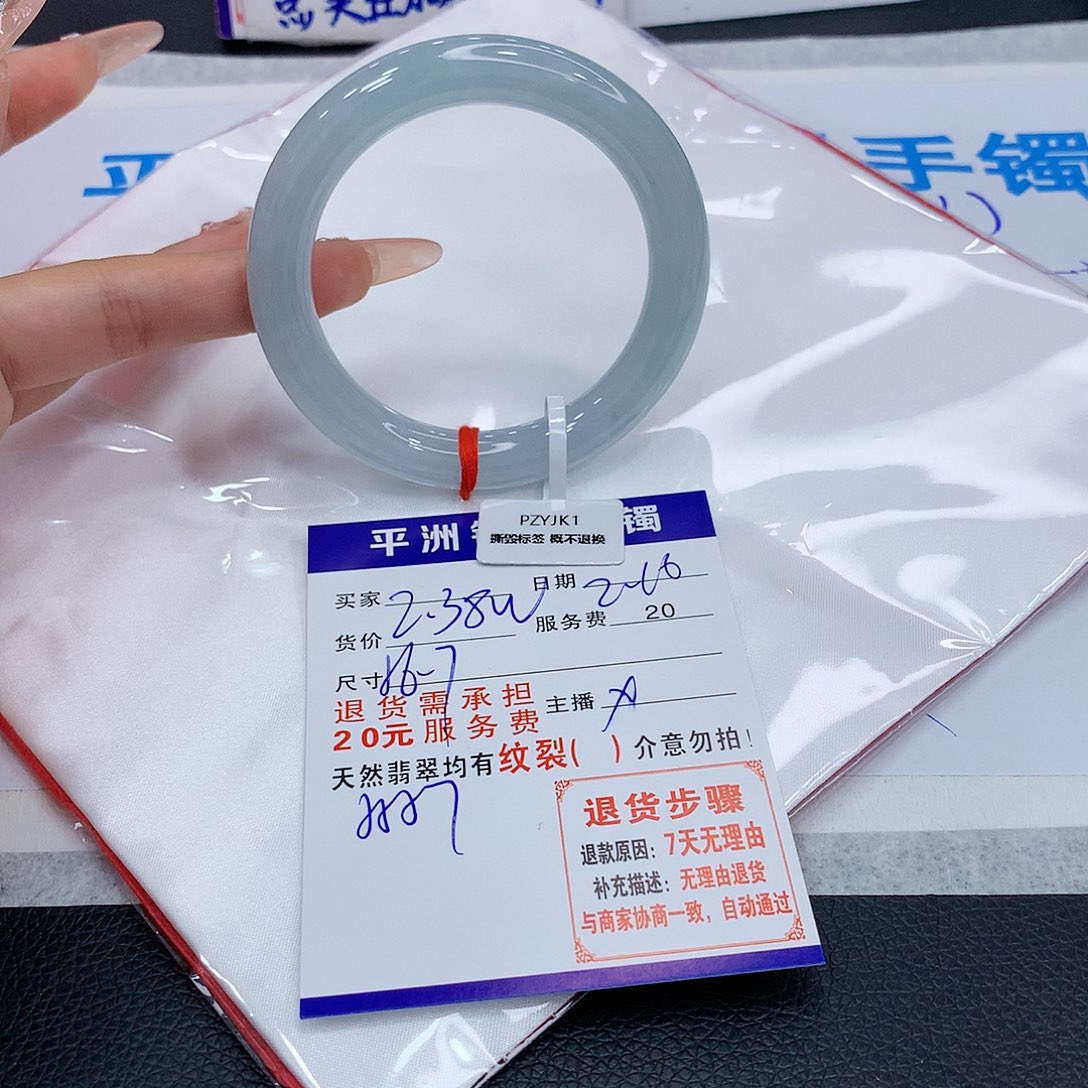 平 手镯
PZYJK1
撕毁标签 概不退换
平洲 镯
买家 2.38W 日期 2-16
货价 服务费 20
尺寸 56-7
退货需承担
20元服务费 主播
天然翡翠均有纹裂( )介意勿拍!
退货步骤
退款原因: 7天无理由
补充描述: 无理由退货
与商家协商一致, 自动通过